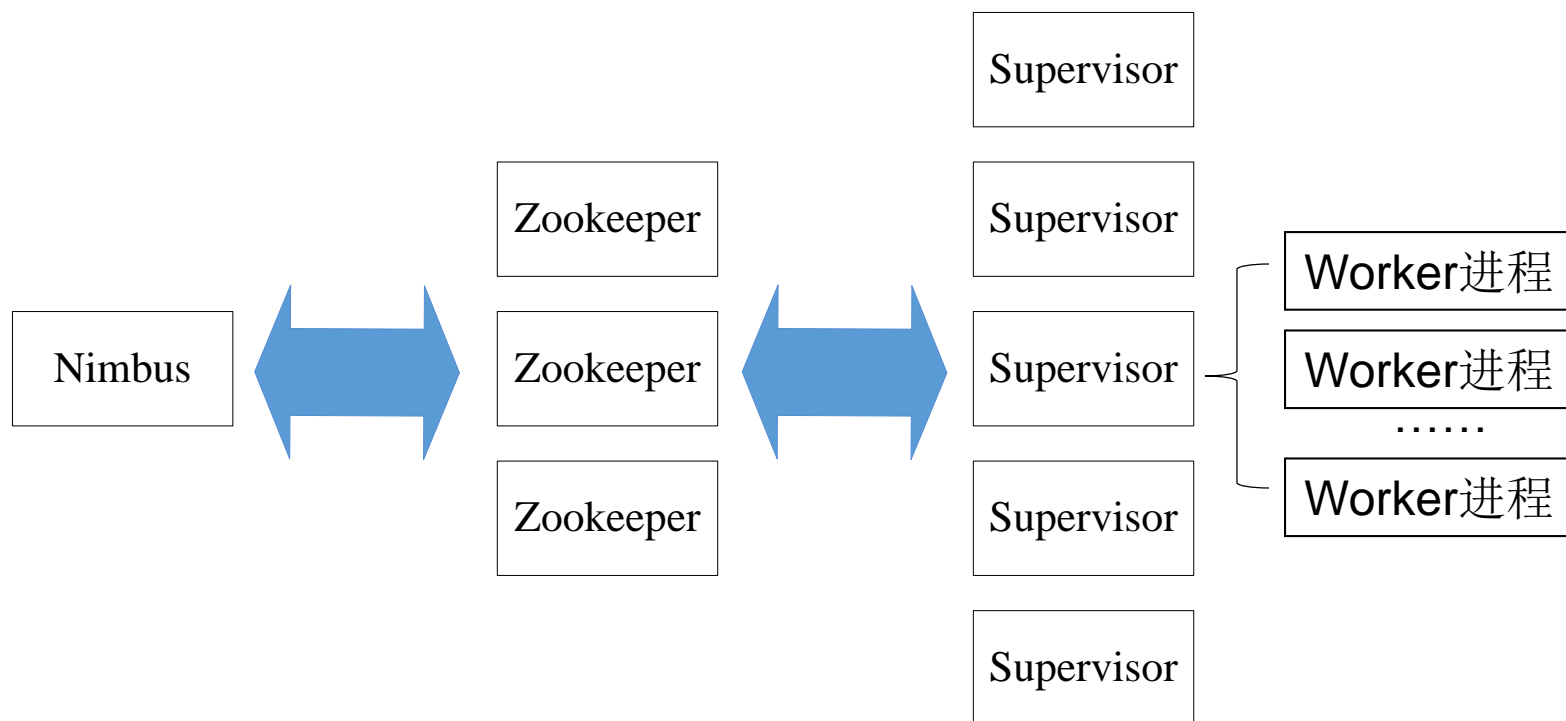 Supervisor
Zookeeper
Supervisor
Worker进程
Nimbus
Zookeeper
Supervisor
Worker进程
······
Zookeeper
Supervisor
Worker进程
Supervisor